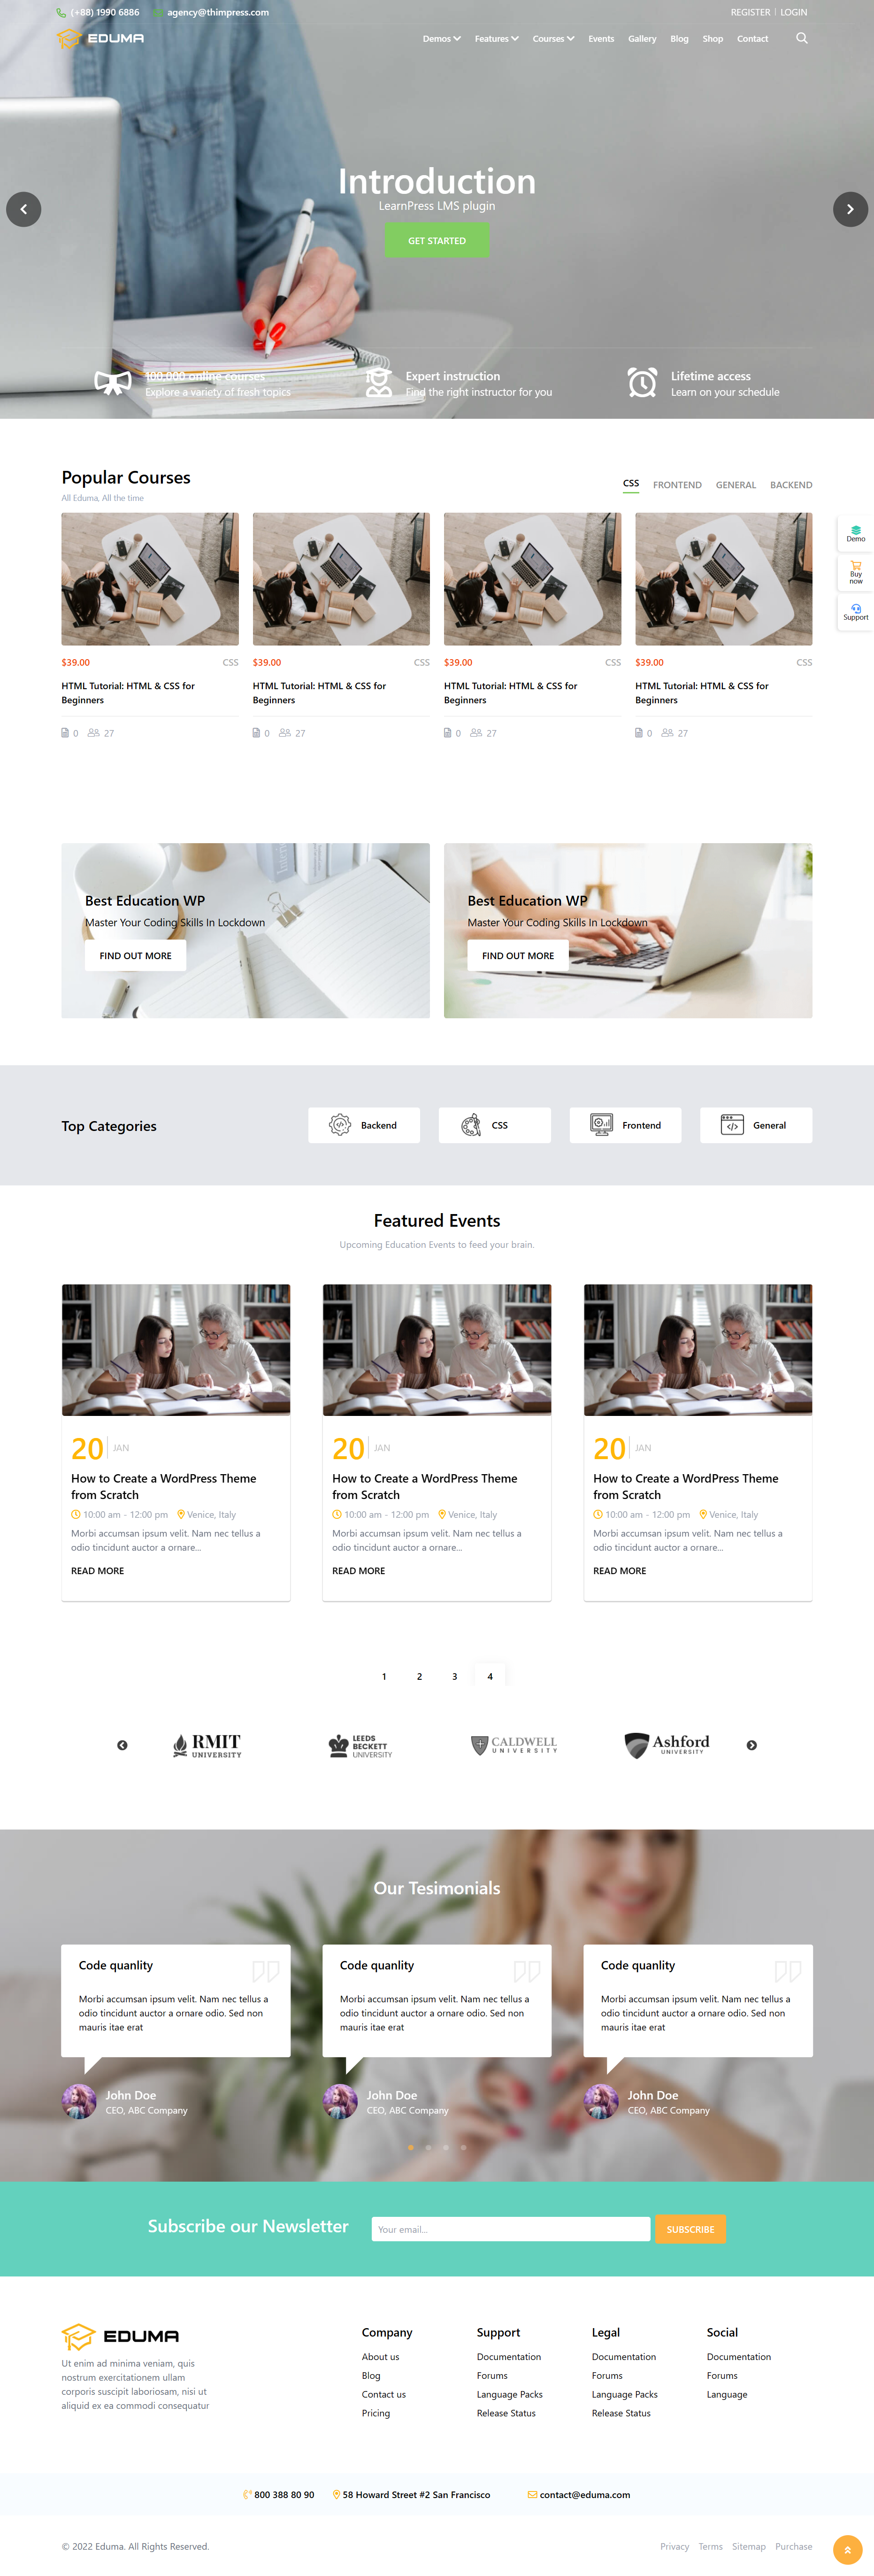 (+88) 1990 6886 agency@thimpress.com REGISTER | LOGIN
EDUMA Demos Features Courses Events Gallery Blog Shop Contact
Introduction
LearnPress LMS plugin
GET STARTED
100,000 online courses
Explore a variety of fresh topics
Expert instruction
Find the right instructor for you
Lifetime access
Learn on your schedule
Popular Courses
All Eduma, All the time
CSS FRONTEND GENERAL BACKEND
Demo
Buy
now
Support
$39.00 CSS
HTML Tutorial: HTML & CSS for
Beginners
0 27
$39.00 CSS
HTML Tutorial: HTML & CSS for
Beginners
0 27
$39.00 CSS
HTML Tutorial: HTML & CSS for
Beginners
0 27
$39.00 CSS
HTML Tutorial: HTML & CSS for
Beginners
0 27
Best Education WP
Master Your Coding Skills In Lockdown
FIND OUT MORE
Best Education WP
Master Your Coding Skills In Lockdown
FIND OUT MORE
Top Categories
Backend
CSS
Frontend
General
Featured Events
Upcoming Education Events to feed your brain.
20 JAN
How to Create a WordPress Theme
from Scratch
10:00 am - 12:00 pm Venice, Italy
Morbi accumsan ipsum velit. Nam nec tellus a
odio tincidunt auctor a ornare...
READ MORE
20 JAN
How to Create a WordPress Theme
from Scratch
10:00 am - 12:00 pm Venice, Italy
Morbi accumsan ipsum velit. Nam nec tellus a
odio tincidunt auctor a ornare...
READ MORE
20 JAN
How to Create a WordPress Theme
from Scratch
10:00 am - 12:00 pm Venice, Italy
Morbi accumsan ipsum velit. Nam nec tellus a
odio tincidunt auctor a ornare...
READ MORE
1 2 3 4
RMIT
UNIVERSITY
LEEDS
BECKETT
UNIVERSITY
CALDWELL
UNIVERSITY
Ashford
UNIVERSITY
Our Tesimonials
Code quanlity
Morbi accumsan ipsum velit. Nam nec tellus a
odio tincidunt auctor a ornare odio. Sed non
mauris itae erat
John Doe
CEO, ABC Company
Code quanlity
Morbi accumsan ipsum velit. Nam nec tellus a
odio tincidunt auctor a ornare odio. Sed non
mauris itae erat
John Doe
CEO, ABC Company
Code quanlity
Morbi accumsan ipsum velit. Nam nec tellus a
odio tincidunt auctor a ornare odio. Sed non
mauris itae erat
John Doe
CEO, ABC Company
Subscribe our Newsletter Your email... SUBSCRIBE
EDUMA
Ut enim ad minima veniam, quis
nostrum exercitationem ullam
corporis suscipit laboriosam, nisi ut
aliquid ex ea commodi consequatur
Company
About us
Blog
Contact us
Pricing
Support
Documentation
Forums
Language Packs
Release Status
Legal
Documentation
Forums
Language Packs
Release Status
Social
Documentation
Forums
Language
800 388 80 90 58 Howard Street #2 San Francisco contact@eduma.com
© 2022 Eduma. All Rights Reserved. Privacy Terms Sitemap Purchase